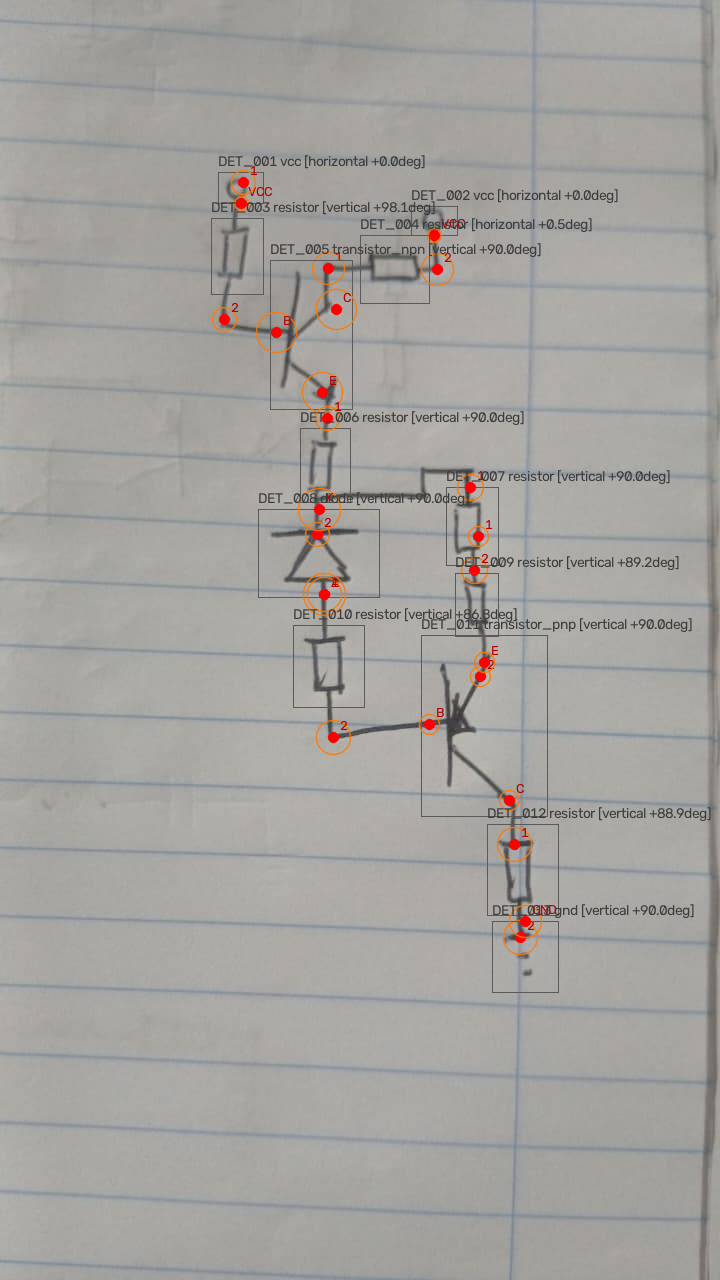 DET_001 vcc [horizontal +0.0deg]
1
VCC
DET_002 vcc [horizontal +0.0deg]
DET_003 resistor [vertical +98.1deg]
VCC
DET_004 resistor [horizontal +0.5deg]
DET_005 transistor_npn [vertical +90.0deg]
1
2
C
2
B
E
1
DET_006 resistor [vertical +90.0deg]
DET_007 resistor [vertical +90.0deg]
1
DET_008 diode [vertical +90.0deg]
2
1
2
DET_009 resistor [vertical +89.2deg]
DET_010 resistor [vertical +86.8deg]
DET_011 transistor_pnp [vertical +90.0deg]
E
2
B
2
C
DET_012 resistor [vertical +88.9deg]
1
gnd [vertical +90.0deg]
GND
2